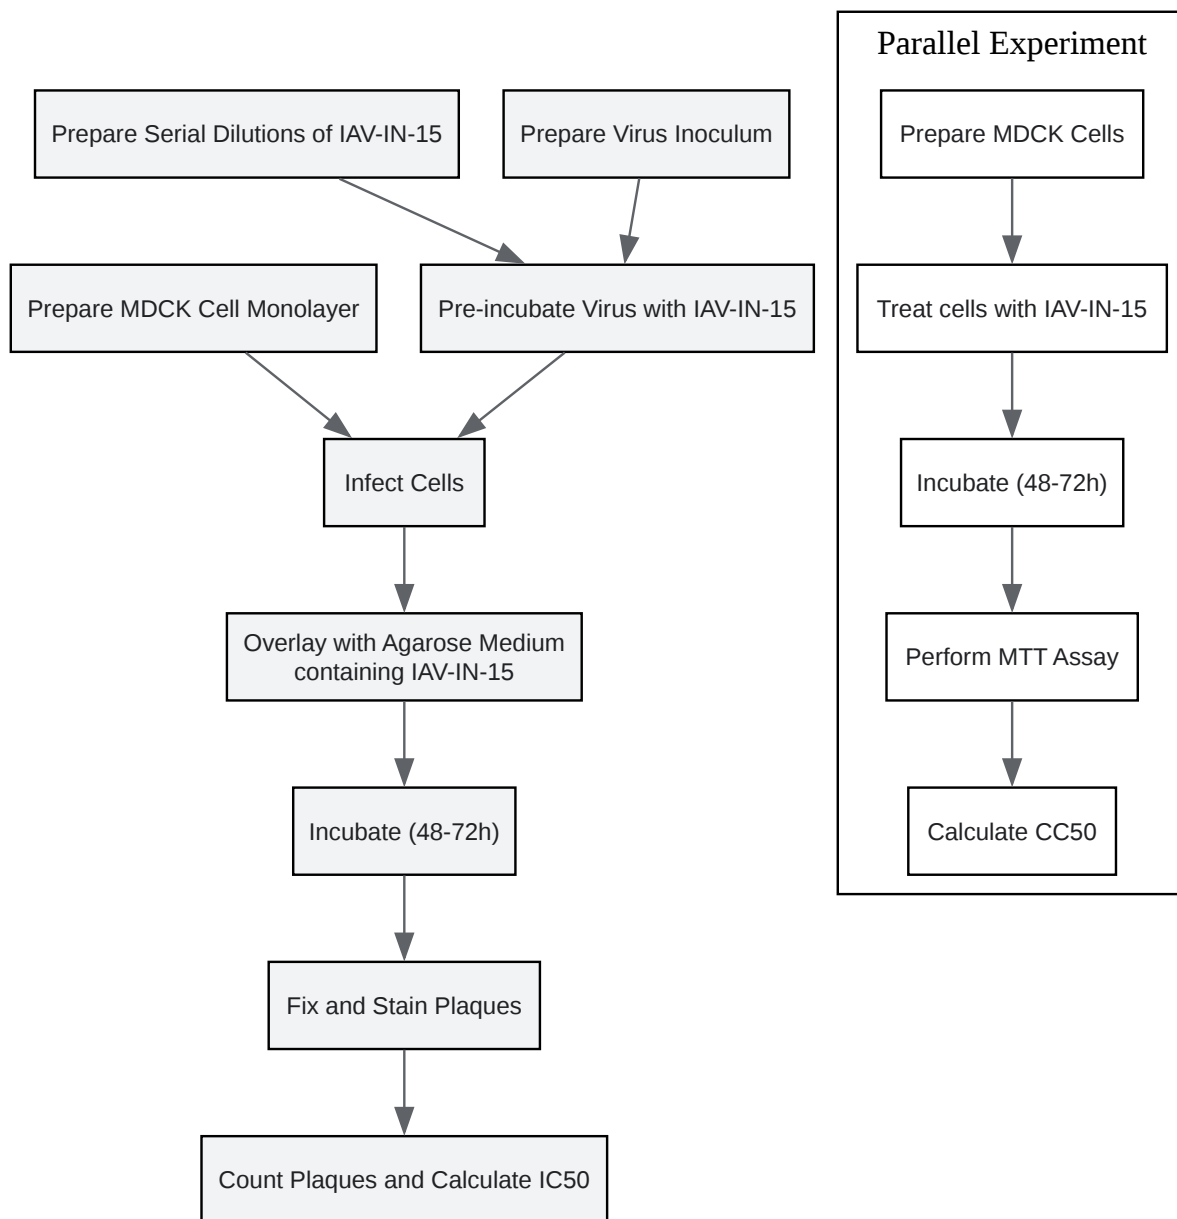 Prepare Serial Dilutions of IAV-IN-15
Prepare Virus Inoculum
Prepare MDCK Cell Monolayer
Pre-incubate Virus with IAV-IN-15
Infect Cells
Overlay with Agarose Medium
containing IAV-IN-15
Incubate (48-72h)
Fix and Stain Plaques
Count Plaques and Calculate IC50
Parallel Experiment
Prepare MDCK Cells
Treat cells with IAV-IN-15
Incubate (48-72h)
Perform MTT Assay
Calculate CC50